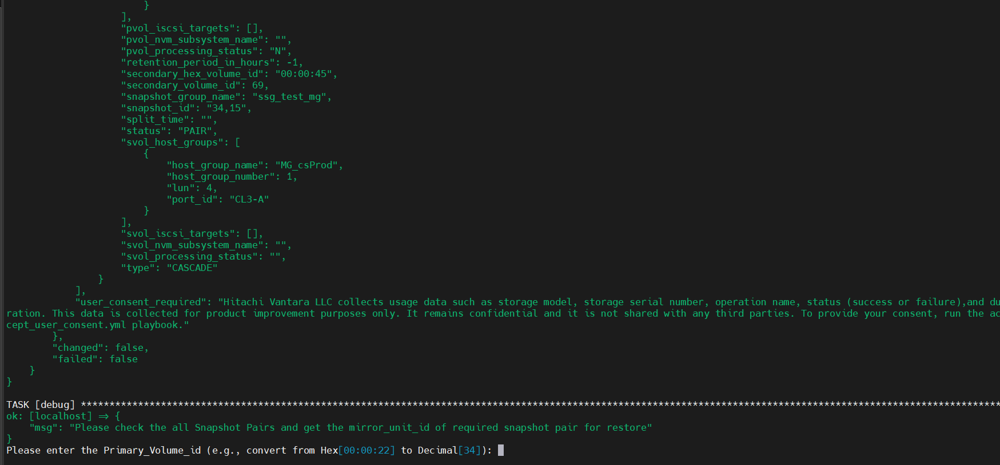 }
],
"pvol_iscsi_targets": [],
"pvol_nvm_subsystem_name": "",
"pvol_processing_status": "N",
"retention_period_in_hours": -1,
"secondary_hex_volume_id": "00:00:45",
"secondary_volume_id": 69,
"snapshot_group_name": "ssg_test_mg",
"snapshot_id": "34,15",
"split_time": "",
"status": "PAIR",
"svol_host_groups": [
{
"host_group_name": "MG_csProd",
"host_group_number": 1,
"lun": 4,
"port_id": "CL3-A"
}
],
"svol_iscsi_targets": [],
"svol_nvm_subsystem_name": "",
"svol_processing_status": "",
"type": "CASCADE"
}
],
"user_consent_required": "Hitachi Vantara LLC collects usage data such as storage model, storage serial number, operation name, status (success or failure),and du
ration. This data is collected for product improvement purposes only. It remains confidential and it is not shared with any third parties. To provide your consent, run the ac
cept_user_consent.yml playbook."
},
"changed": false,
"failed": false
}
}
TASK [debug] *****************************************************************************************************************************************************************
ok: [localhost] => {
"msg": "Please check the all Snapshot Pairs and get the mirror_unit_id of required snapshot pair for restore"
}
Please enter the Primary_Volume_id (e.g., convert from Hex[00:00:22] to Decimal[34]):